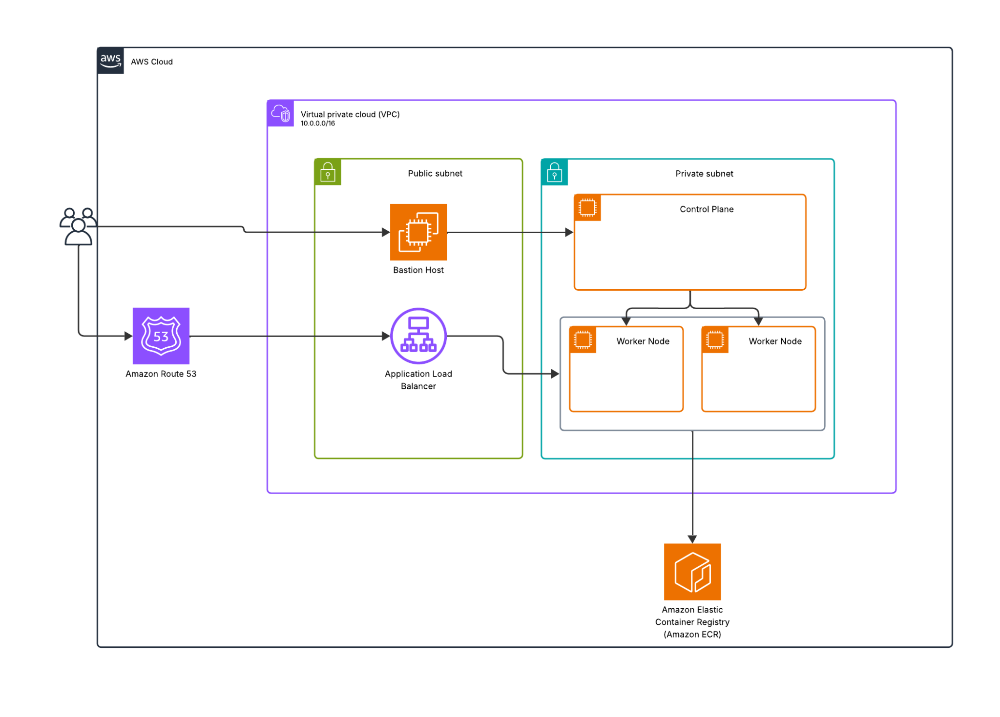 aws
AWS Cloud
Virtual private cloud (VPC)
10.0.0.0/16
Public subnet
Private subnet
Control Plane
Bastion Host
53
Amazon Route 53
Application Load
Balancer
Worker Node
Worker Node
Amazon Elastic
Container Registry
(Amazon ECR)